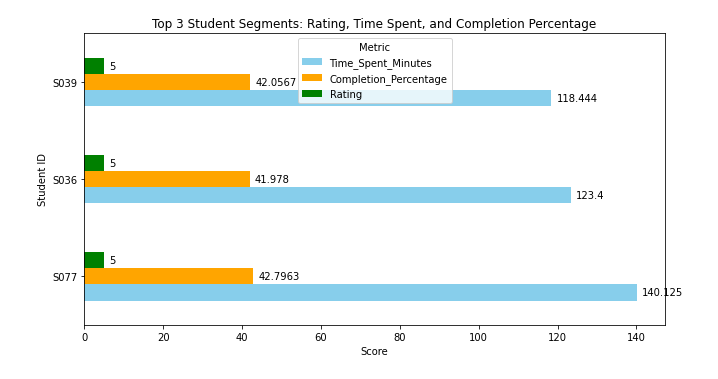 Top 3 Student Segments: Rating, Time Spent, and Completion Percentage
Metric
Time_Spent_Minutes
Completion_Percentage
Rating
Student ID
S039
5
42.0567
118.444
S036
5
41.978
123.4
S077
5
42.7963
140.125
0 20 40 60 80 100 120 140
Score